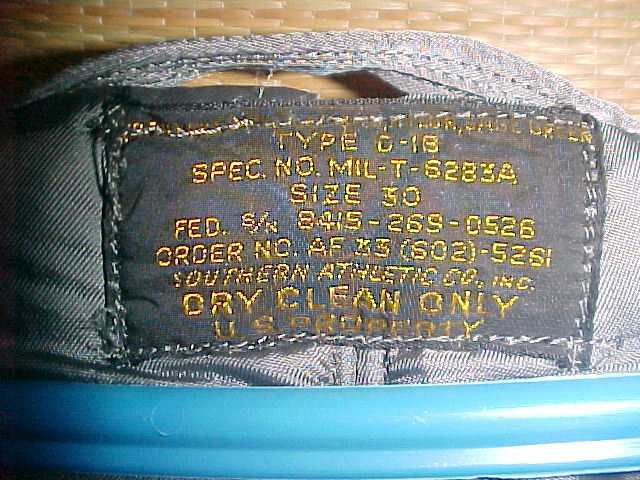 TYPE D-1B
SPEC. NO. MIL-T-6283A
SIZE 30
FED. S/N 8415-269-0526
ORDER NO. AF 33 (602)-5261
SOUTHERN ATHLETIC CO., INC.
DRY CLEAN ONLY
U.S. PROPERTY